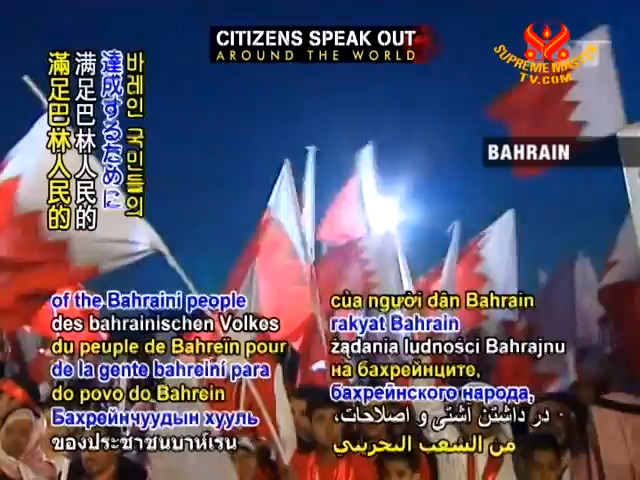 CITIZENS SPEAK OUT
AROUND THE WORLD
SUPREME MASTER
TV.COM
BAHRAIN
바레인 국민들의
達成するために
满足巴林人民的
滿足巴林人民的
of the Bahraini people
des bahrainischen Volkes
du peuple de Bahreïn pour
de la gente bahreiní para
do povo do Bahrein
Бахрейнчуудын хууль
ของประชาชนบาห์เรน
của người dân Bahrain
rakyat Bahrain
żądania ludności Bahrajnu
на бахрейнците,
бахрейнского народа,
در داشتن آشتی و اصلاحات،
من الشعب البحريني